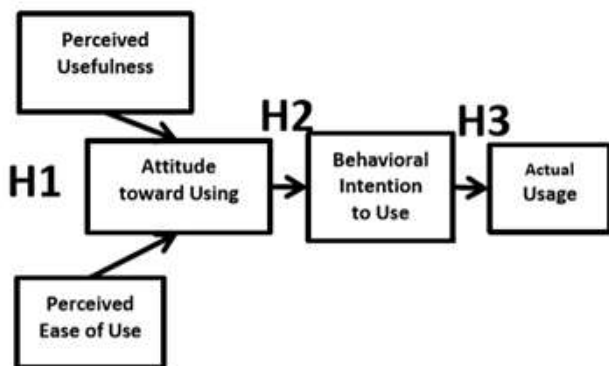 Perceived
Usefulness
H1
Attitude
toward Using
H2
Behavioral
Intention
to Use
H3
Actual
Usage
Perceived
Ease of Use